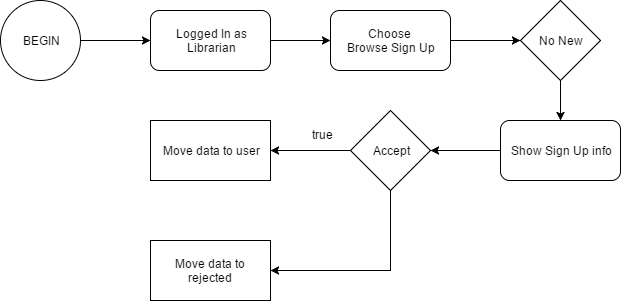 BEGIN
Logged In as
Librarian
Choose
Browse Sign Up
No New
Show Sign Up info
Accept
true
Move data to user
Move data to
rejected